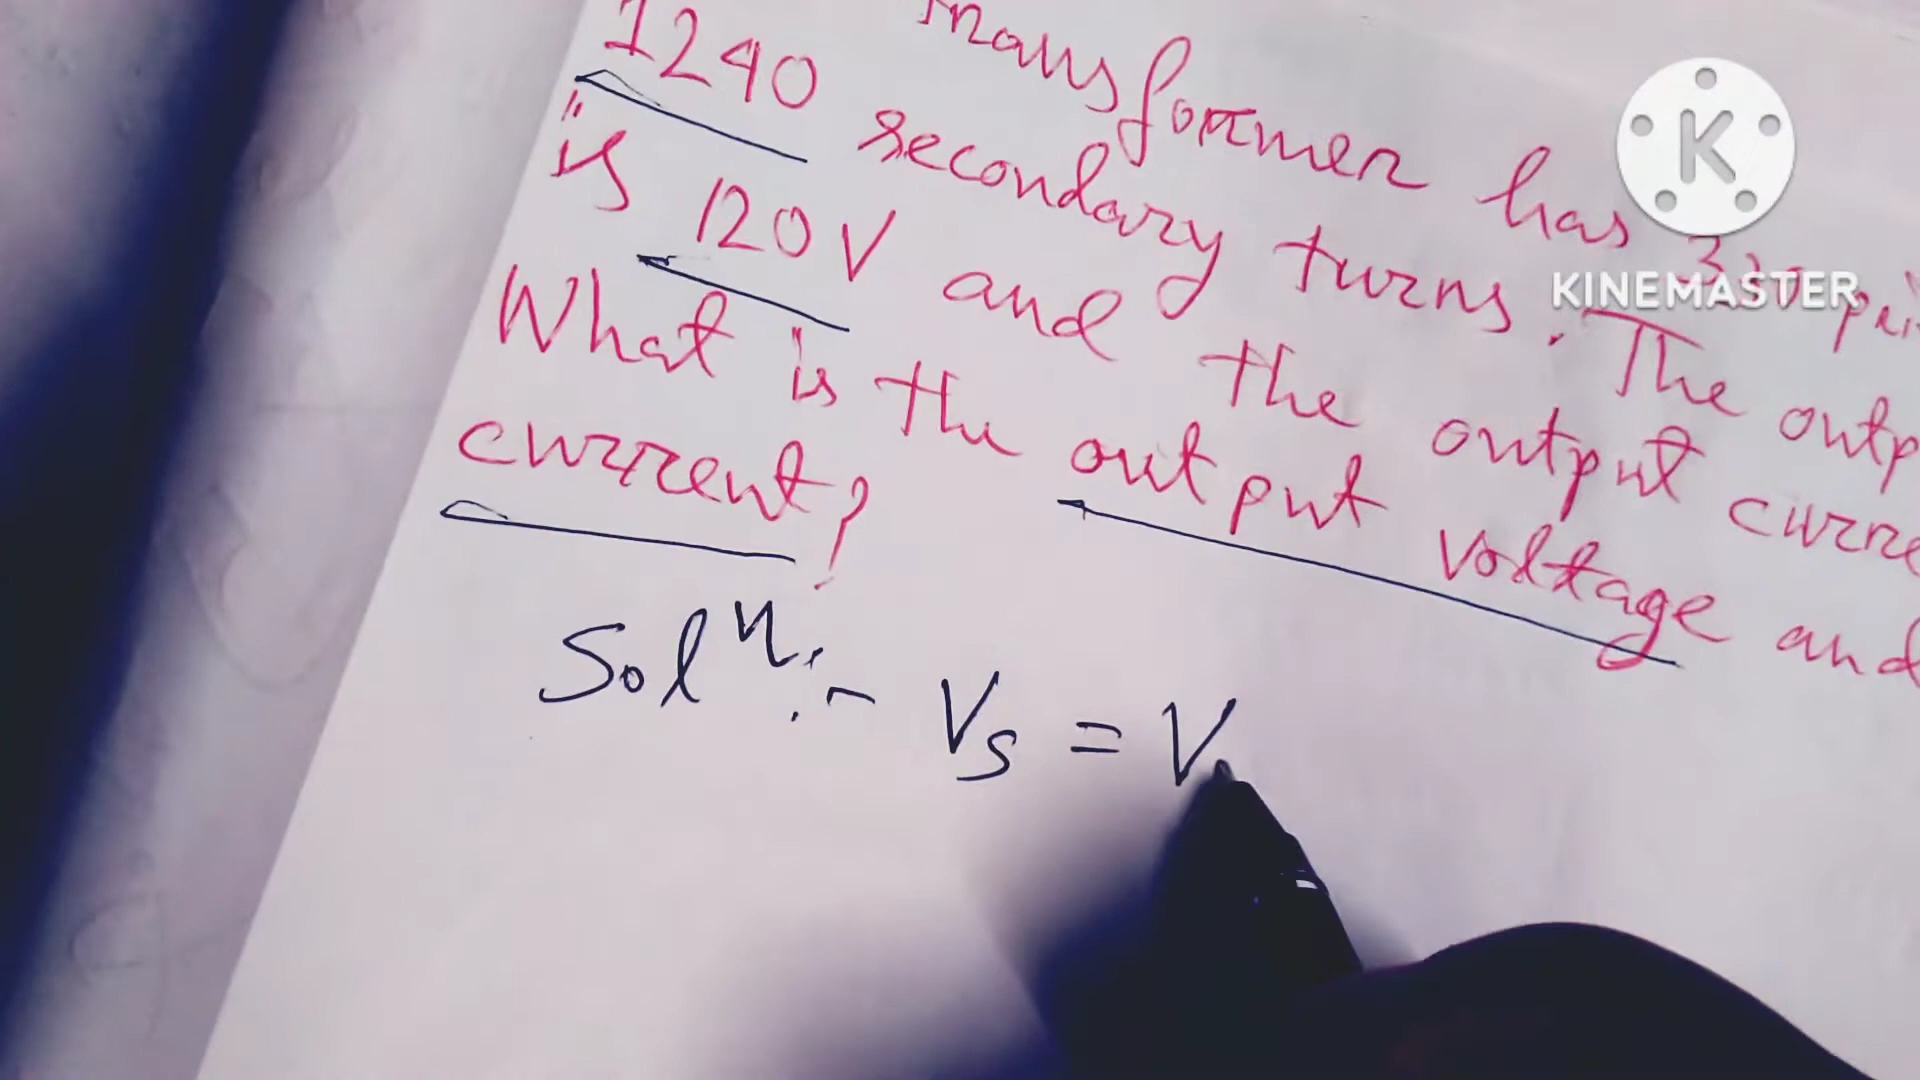 transformer has 330
1240 secondary turns. The outp
is 120V and the output curre
What is the output voltage and
current?
Solⁿ:- Vs = V
K
KINEMASTER